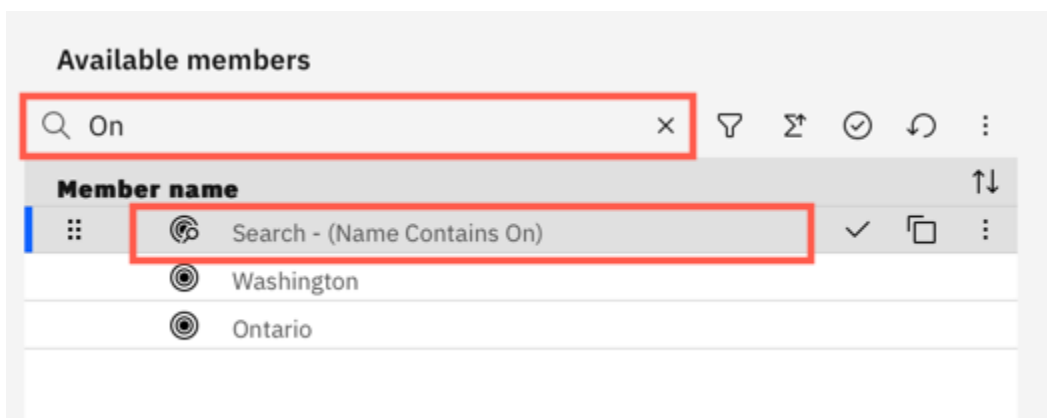 Available members
On
Member name
Search - (Name Contains On)
Washington
Ontario